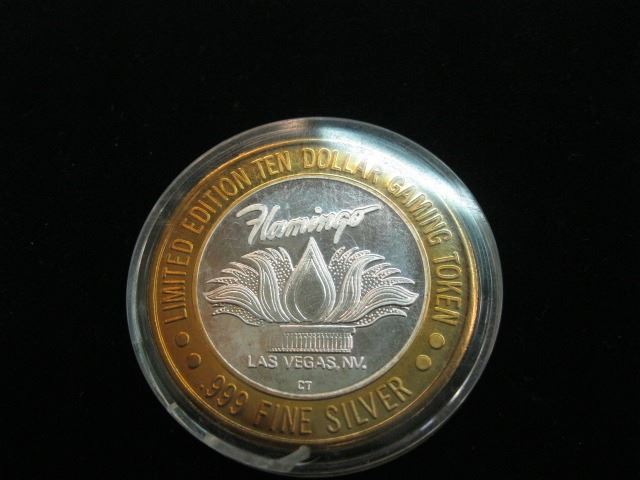 LIMITED EDITION TEN DOLLAR GAMING TOKEN
Flamingo
LAS VEGAS, NV.
CT
.999 FINE SILVER